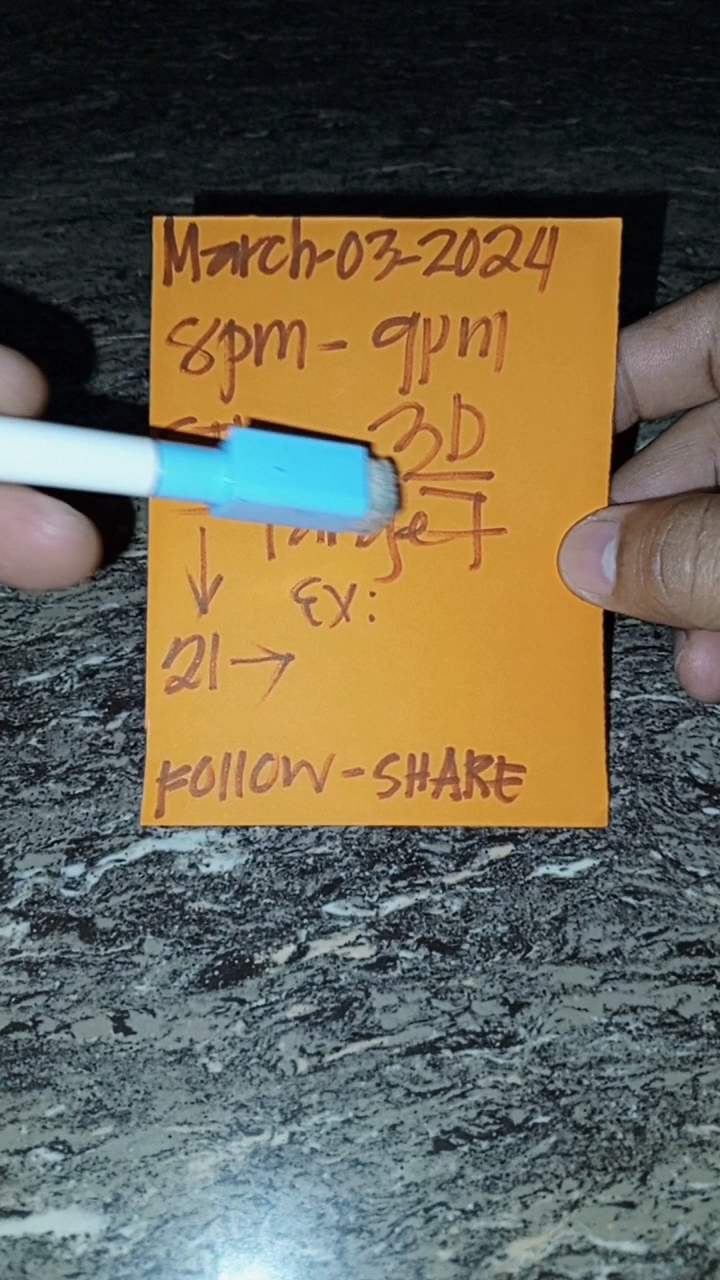 March-03-2024
8pm - 9pm
3D
Target
Ex:
21 →
FOLLOW-SHARE